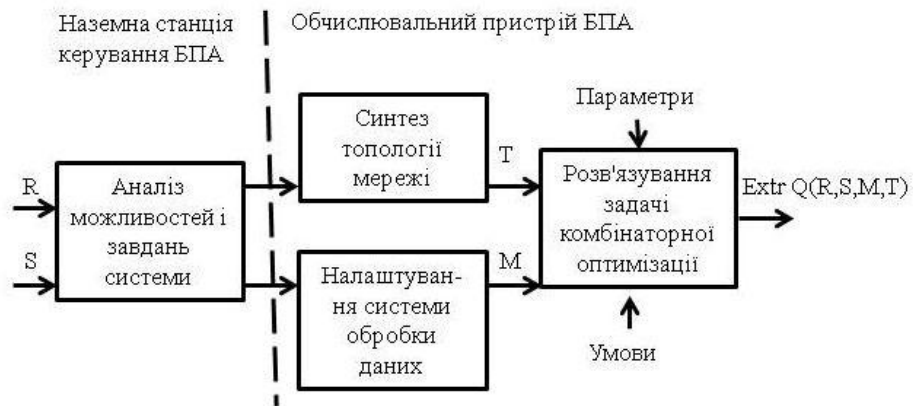 Наземна станція
керування БПА
Обчислювальний пристрій БПА
R
S
Аналіз
можливостей і
завдань
системи
Синтез
топології
мережі
T
Налаштуван-
ня системи
обробки
даних
M
Параметри
Розв'язування
задачі
комбінаторної
оптимізації
Умови
Extr Q(R,S,M,T)